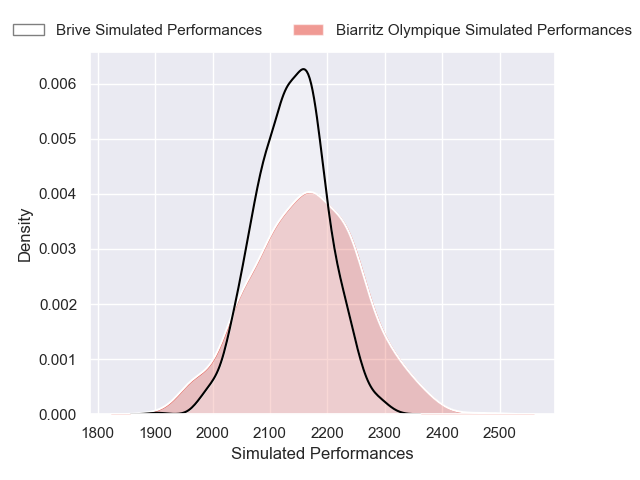 Brive Simulated Performances
Biarritz Olympique Simulated Performances
0.006
0.005
0.004
0.003
0.002
0.001
0.000
Density
1800 1900 2000 2100 2200 2300 2400 2500
Simulated Performances